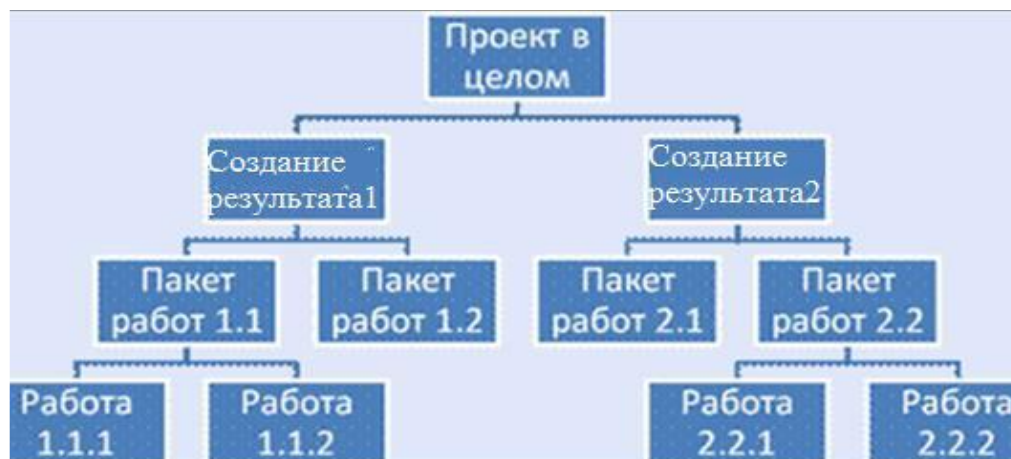 Проект в
целом
Создание
результата1
Создание
результата2
Пакет
работ 1.1
Пакет
работ 1.2
Пакет
работ 2.1
Пакет
работ 2.2
Работа
1.1.1
Работа
1.1.2
Работа
2.2.1
Работа
2.2.2